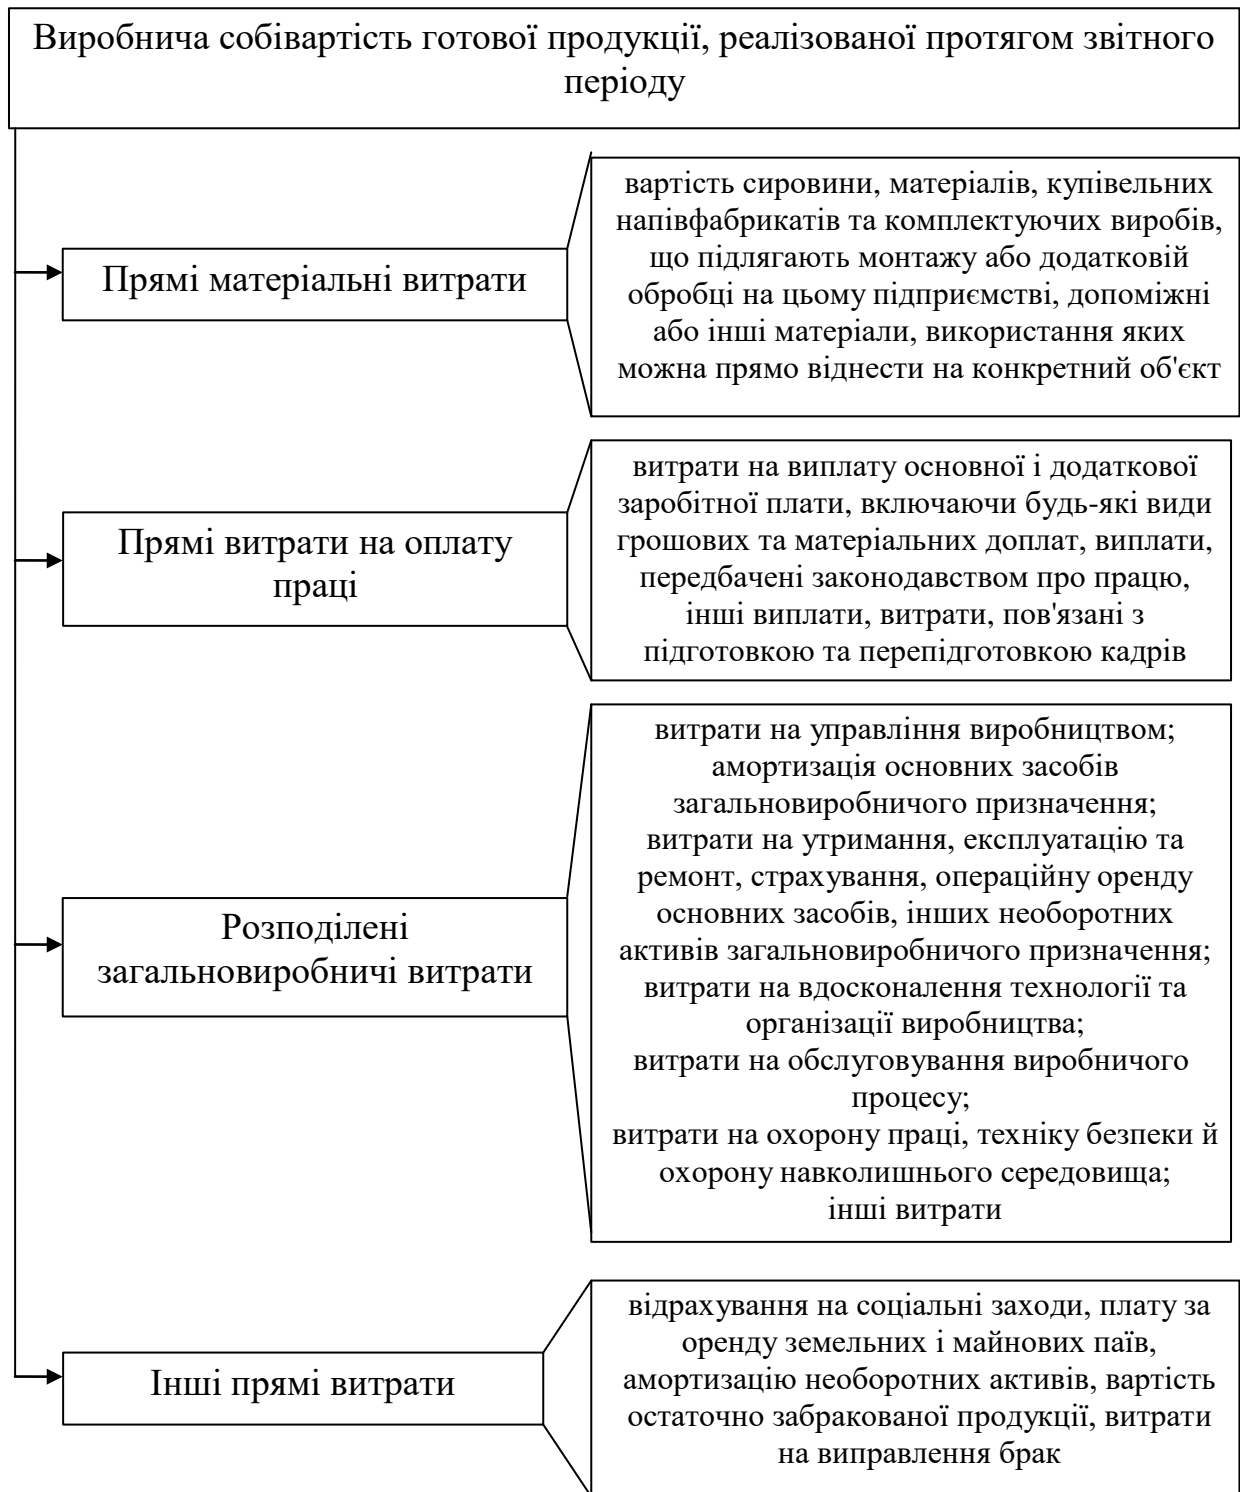 Виробнича собівартість готової продукції, реалізованої протягом звітного
періоду
Прямі матеріальні витрати
вартість сировини, матеріалів, купівельних
напівфабрикатів та комплектуючих виробів,
що підлягають монтажу або додатковій
обробці на цьому підприємстві, допоміжні
або інші матеріали, використання яких
можна прямо віднести на конкретний об'єкт
Прямі витрати на оплату
праці
витрати на виплату основної і додаткової
заробітної плати, включаючи будь-які види
грошових та матеріальних доплат, виплати,
передбачені законодавством про працю,
інші виплати, витрати, пов'язані з
підготовкою та перепідготовкою кадрів
Розподілені
загальновиробничі витрати
витрати на управління виробництвом;
амортизація основних засобів
загальновиробничого призначення;
витрати на утримання, експлуатацію та
ремонт, страхування, операційну оренду
основних засобів, інших необоротних
активів загальновиробничого призначення;
витрати на вдосконалення технології та
організації виробництва;
витрати на обслуговування виробничого
процесу;
витрати на охорону праці, техніку безпеки й
охорону навколишнього середовища;
інші витрати
Інші прямі витрати
відрахування на соціальні заходи, плату за
оренду земельних і майнових паїв,
амортизацію необоротних активів, вартість
остаточно забракованої продукції, витрати
на виправлення брак